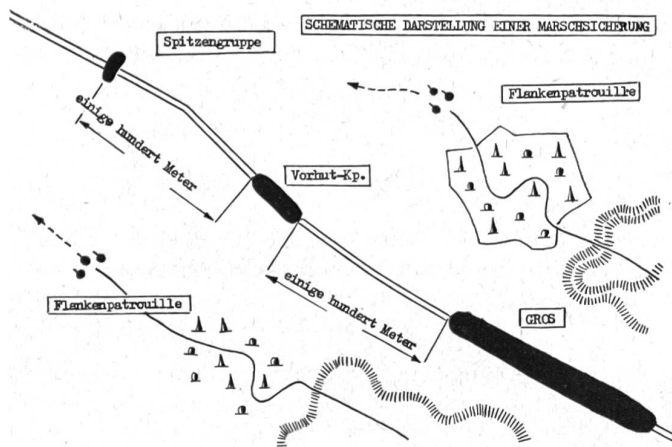 SCHEMATISCHE DARSTELLUNG EINER MARSCHSICHERUNG
Spitzengruppe
Flankenpatrouille
einige hundert Meter
Vorhut-Kp.
Flankenpatrouille
einige hundert Meter
GROS